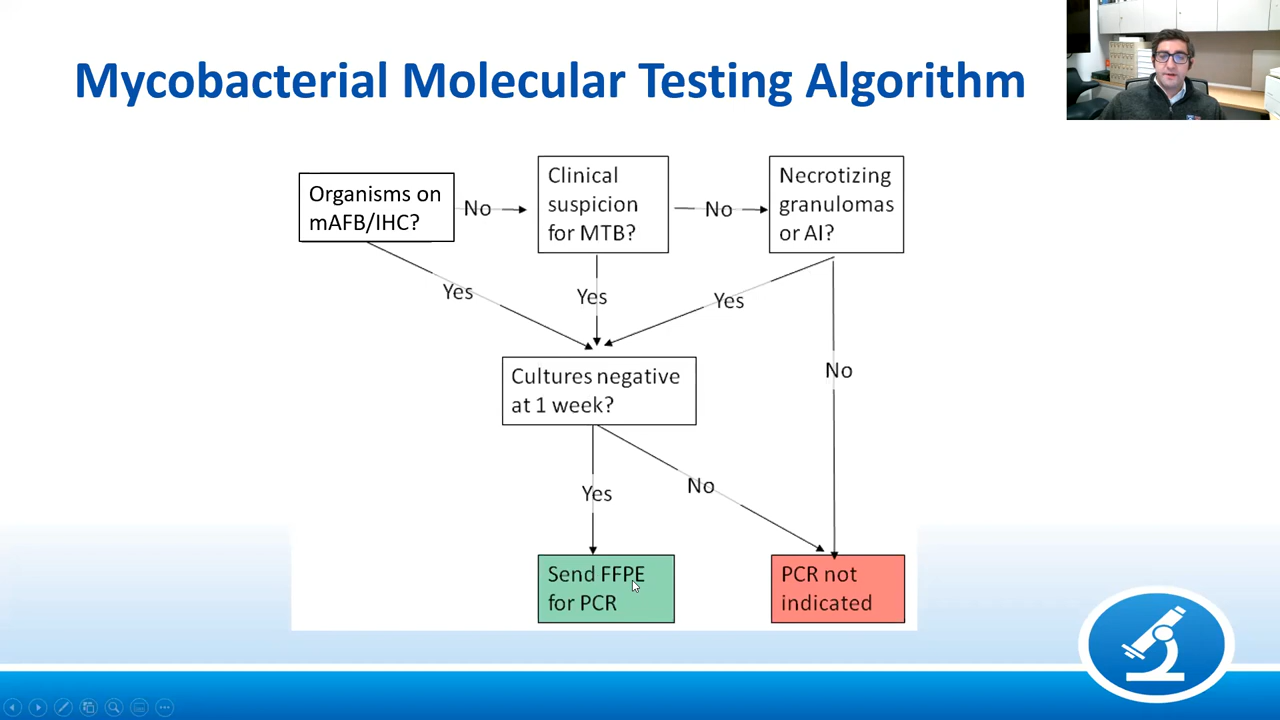 Mycobacterial Molecular Testing Algorithm
Organisms on
mAFB/IHC?
No
Clinical
suspicion
for MTB?
No
Necrotizing
granulomas
or AI?
Yes
Yes
Yes
No
Cultures negative
at 1 week?
Yes
No
Send FFPE
for PCR
PCR not
indicated